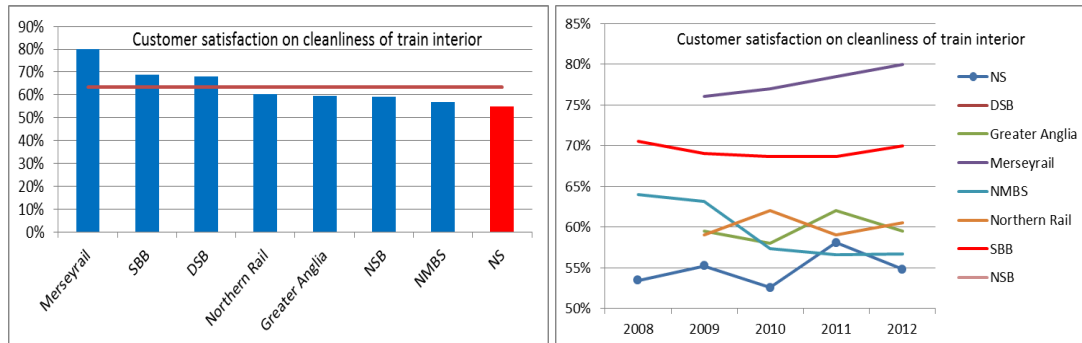 Customer satisfaction on cleanliness of train interior
90%
80%
70%
60%
50%
40%
30%
20%
10%
0%
Merseyrail
SBB
DSB
Northern Rail
Greater Anglia
NSB
NMBS
NS
Customer satisfaction on cleanliness of train interior
85%
80%
75%
70%
65%
60%
55%
50%
2008
2009
2010
2011
2012
NS
DSB
Greater Anglia
Merseyrail
NMBS
Northern Rail
SBB
NSB